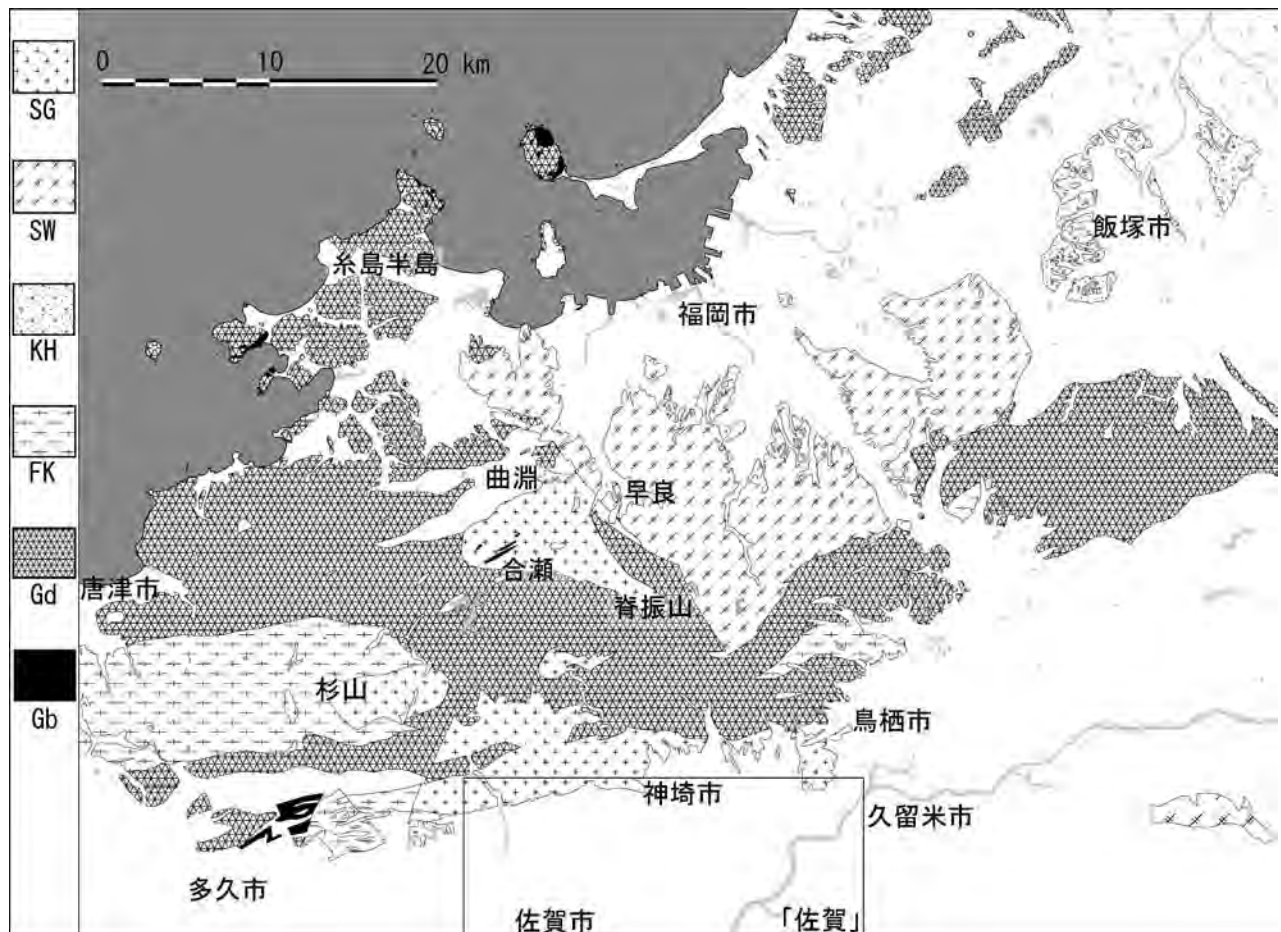 SG
SW
KH
FK
Gd
Gb
0 10 20 km
糸島半島
飯塚市
福岡市
曲淵
早良
唐津市
合瀬
脊振山
杉山
鳥栖市
神埼市
久留米市
多久市
佐賀市
「佐賀」